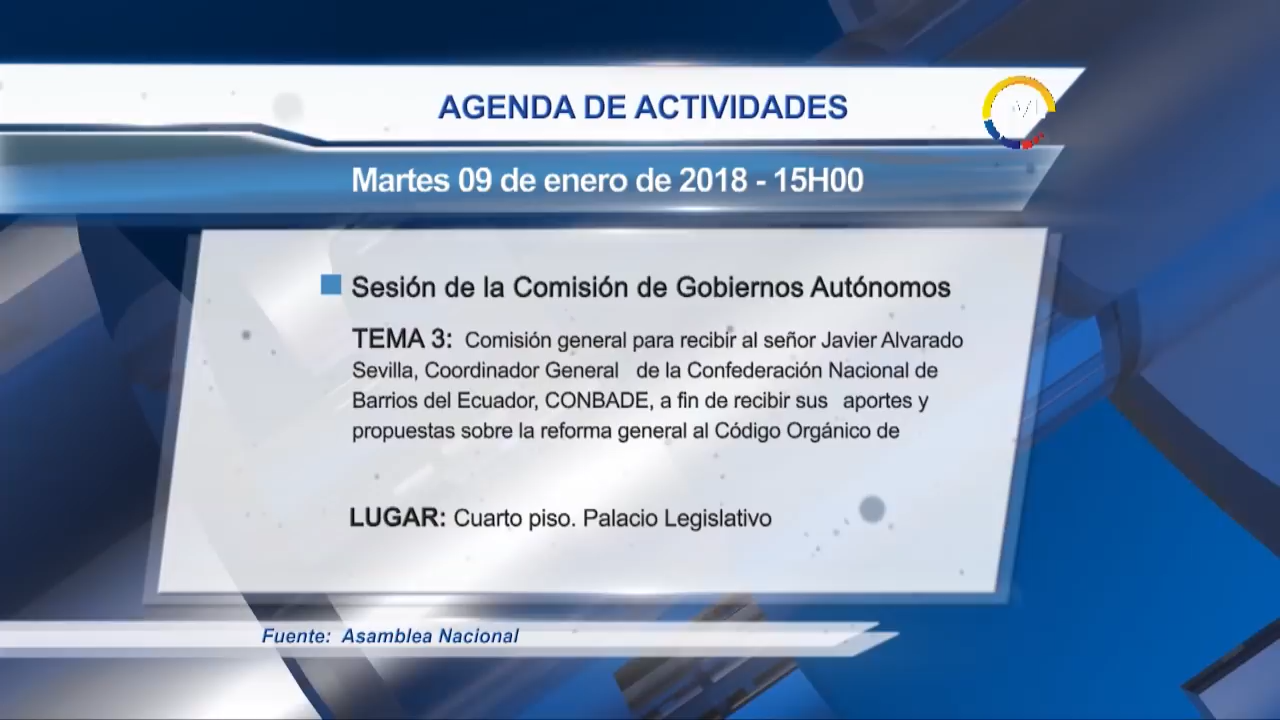 AGENDA DE ACTIVIDADES
Martes 09 de enero de 2018 - 15H00
Sesión de la Comisión de Gobiernos Autónomos
TEMA 3: Comisión general para recibir al señor Javier Alvarado
Sevilla, Coordinador General de la Confederación Nacional de
Barrios del Ecuador, CONBADE, a fin de recibir sus aportes y
propuestas sobre la reforma general al Código Orgánico de
LUGAR: Cuarto piso. Palacio Legislativo
Fuente: Asamblea Nacional